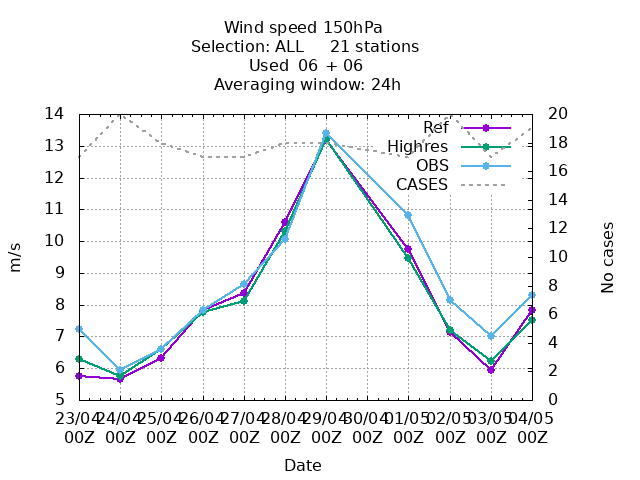 Wind speed 150hPa
Selection: ALL     21 stations
Used  06 + 06
Averaging window: 24h
14
13
12
11
10
9
8
7
6
5
20
18
16
14
12
10
8
6
4
2
0
Ref
Highres
OBS
CASES
m/s
No cases
23/04 24/04 25/04 26/04 27/04 28/04 29/04 30/04 01/05 02/05 03/05 04/05
00Z 00Z 00Z 00Z 00Z 00Z 00Z 00Z 00Z 00Z 00Z 00Z
Date